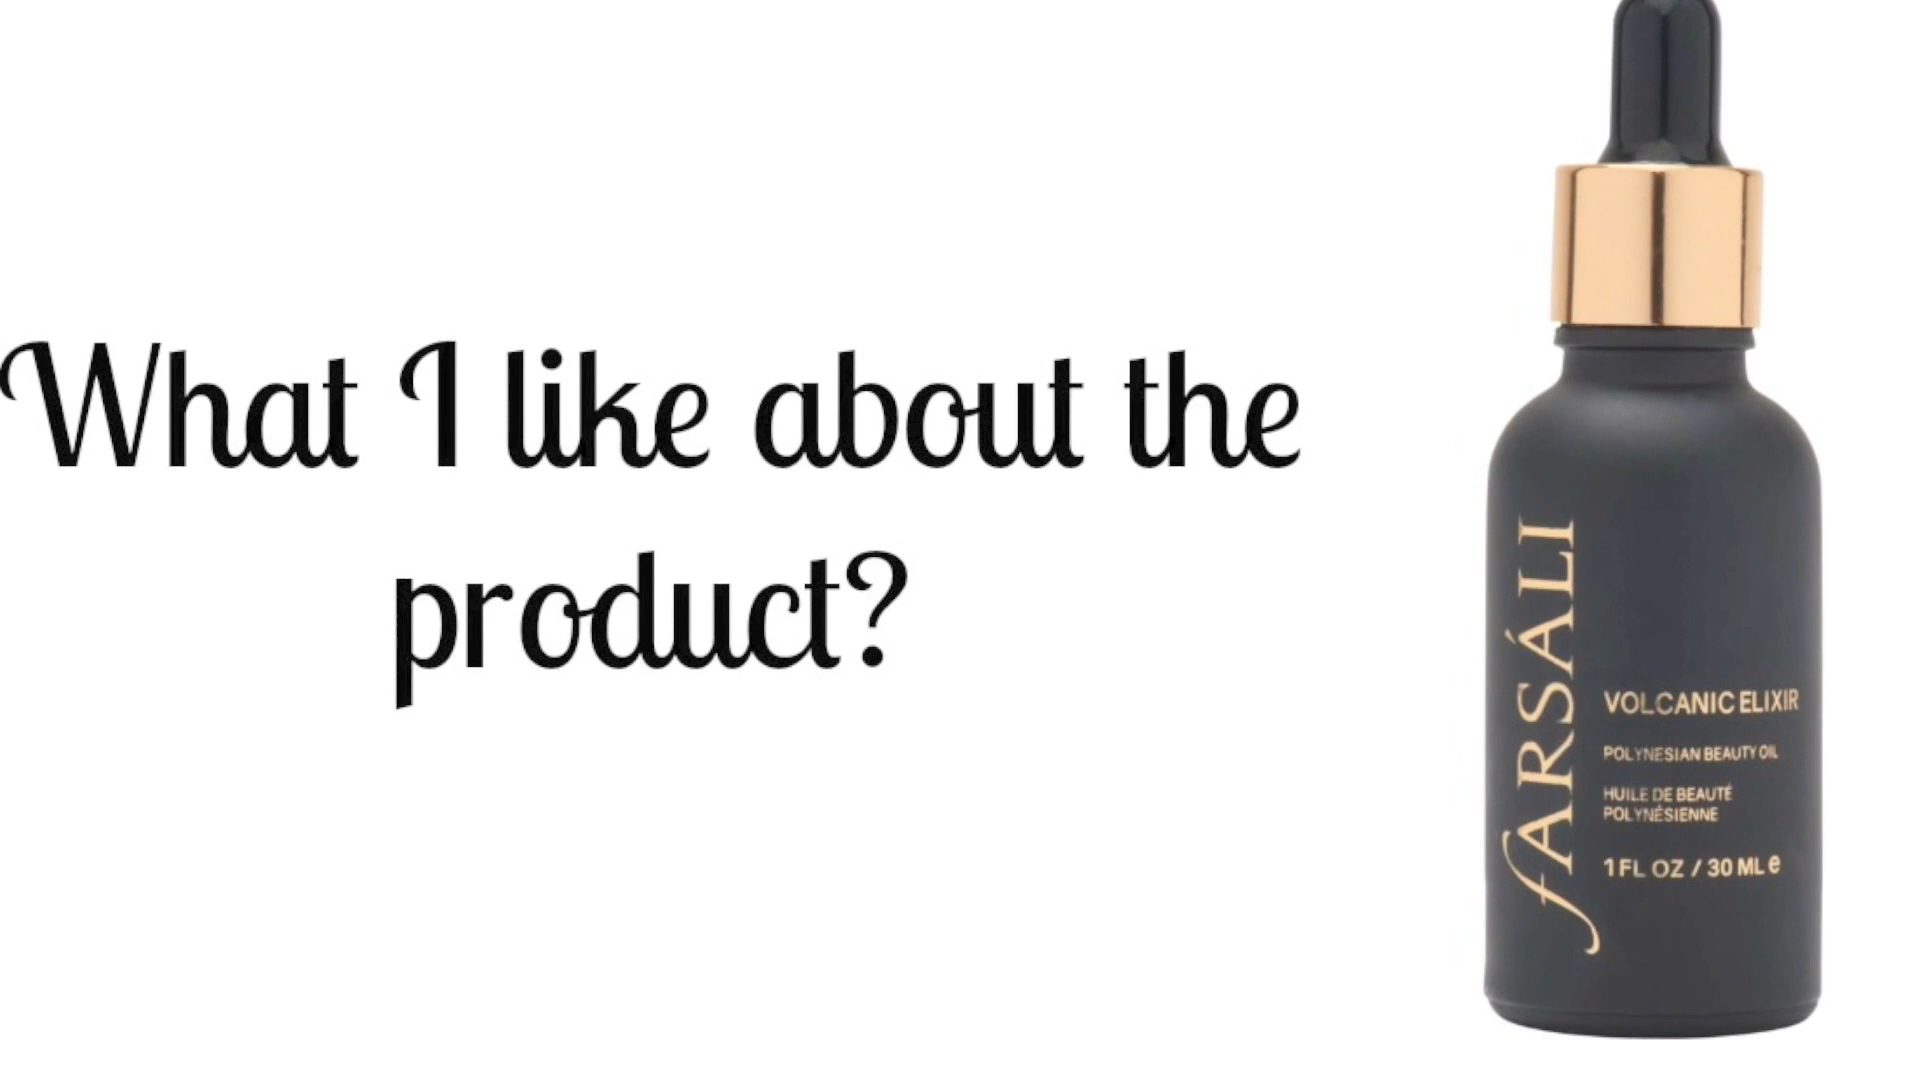 What I like about the
product?
fARSÁLI
VOLCANIC ELIXIR
POLYNESIAN BEAUTY OIL
HUILE DE BEAUTÉ
POLYNÉSIENNE
1 FL OZ / 30 ML e